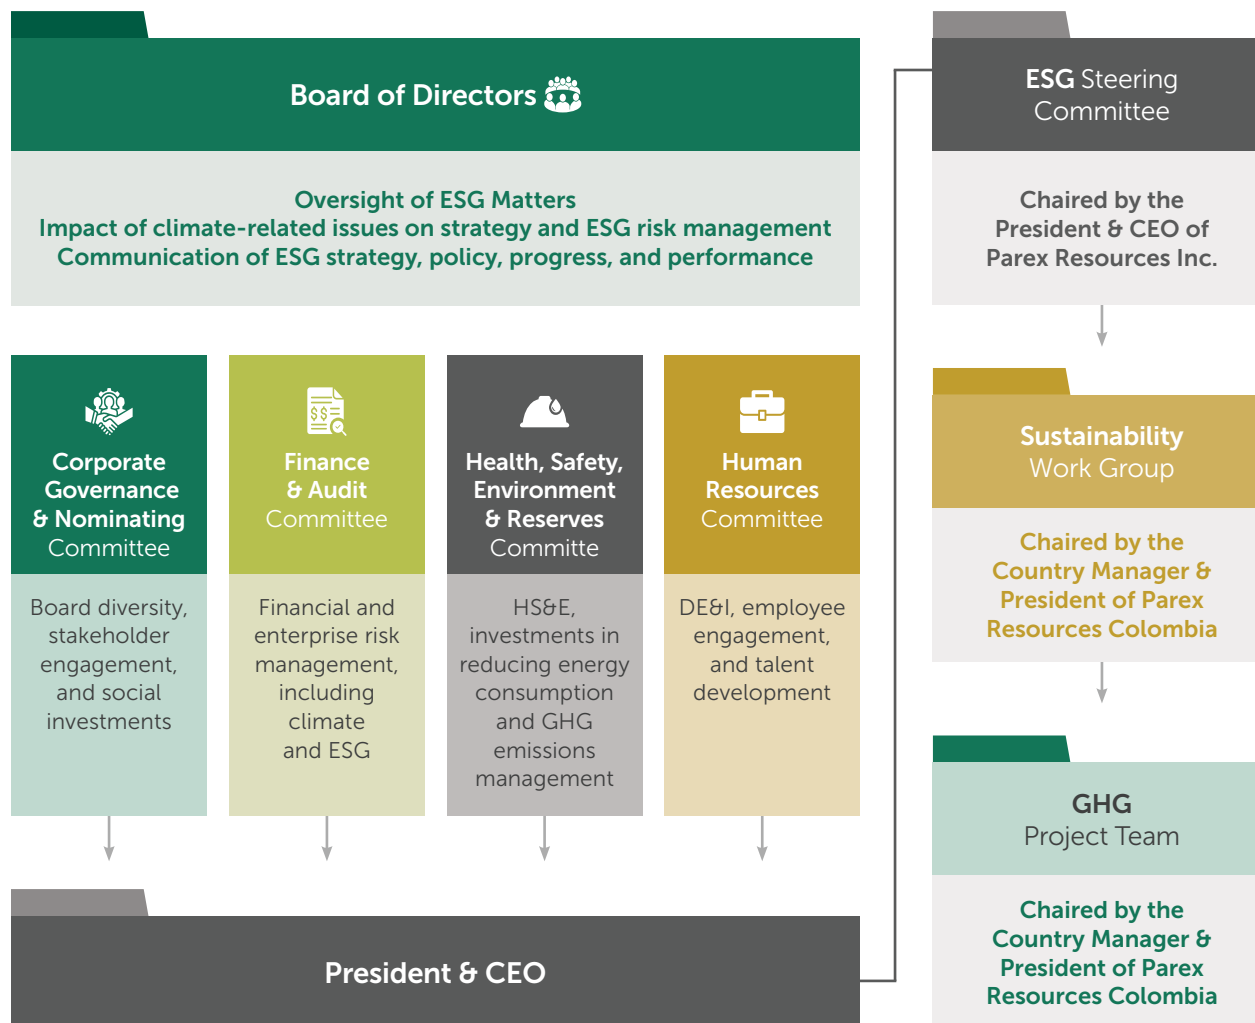 Board of Directors
Oversight of ESG Matters
Impact of climate-related issues on strategy and ESG risk management
Communication of ESG strategy, policy, progress, and performance
Corporate
Governance
& Nominating
Committee
Board diversity,
stakeholder
engagement,
and social
investments
Finance
& Audit
Committee
Financial and
enterprise risk
management,
including
climate
and ESG
Health, Safety,
Environment
& Reserves
Committe
HS&E,
investments in
reducing energy
consumption
and GHG
emissions
management
Human
Resources
Committee
DE&I, employee
engagement,
and talent
development
President & CEO
ESG Steering
Committee
Chaired by the
President & CEO of
Parex Resources Inc.
Sustainability
Work Group
Chaired by the
Country Manager &
President of Parex
Resources Colombia
GHG
Project Team
Chaired by the
Country Manager &
President of Parex
Resources Colombia